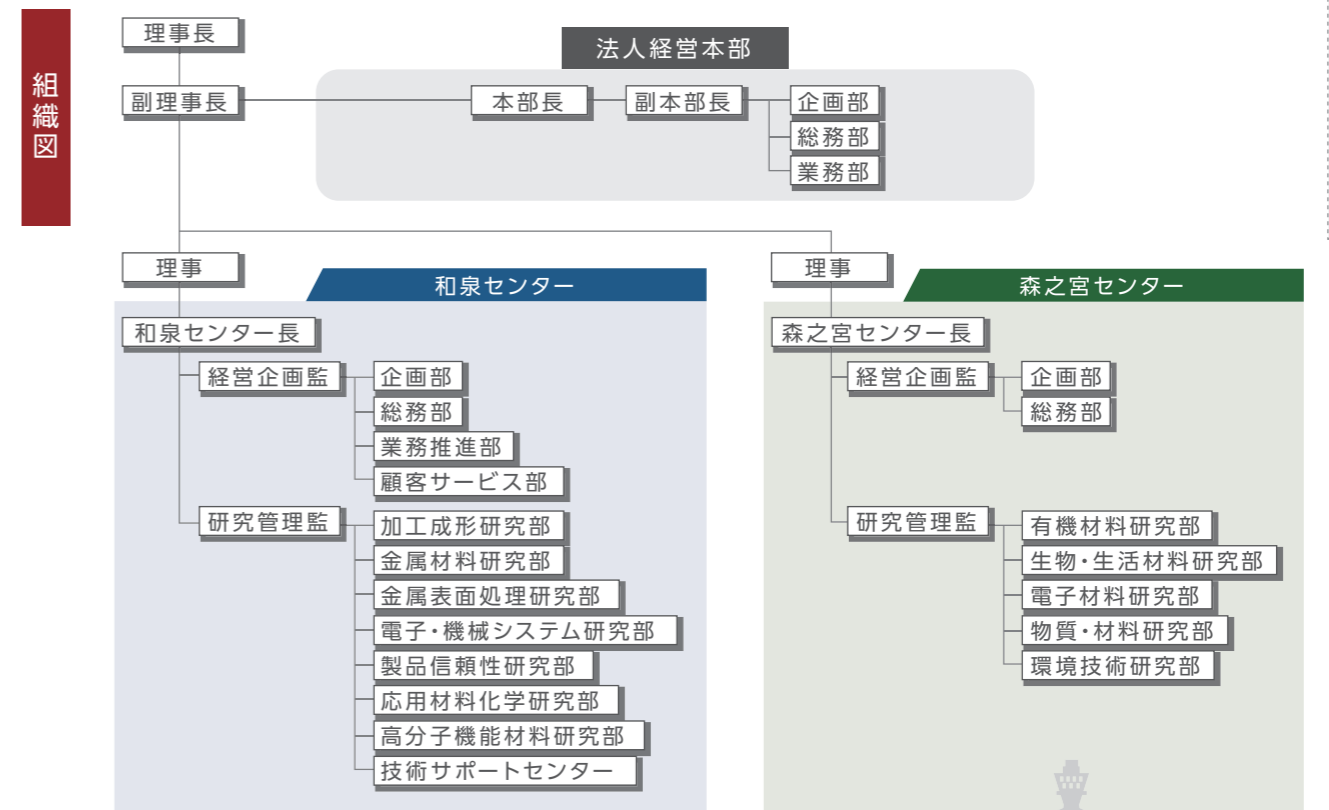 組織図
理事長
法人経営本部
副理事長
本部長
副本部長
企画部
総務部
業務部
理事
和泉センター
和泉センター長
経営企画監
企画部
総務部
業務推進部
顧客サービス部
研究管理監
加工成形研究部
金属材料研究部
金属表面処理研究部
電子・機械システム研究部
製品信頼性研究部
応用材料化学研究部
高分子機能材料研究部
技術サポートセンター
理事
森之宮センター
森之宮センター長
経営企画監
企画部
総務部
研究管理監
有機材料研究部
生物・生活材料研究部
電子材料研究部
物質・材料研究部
環境技術研究部